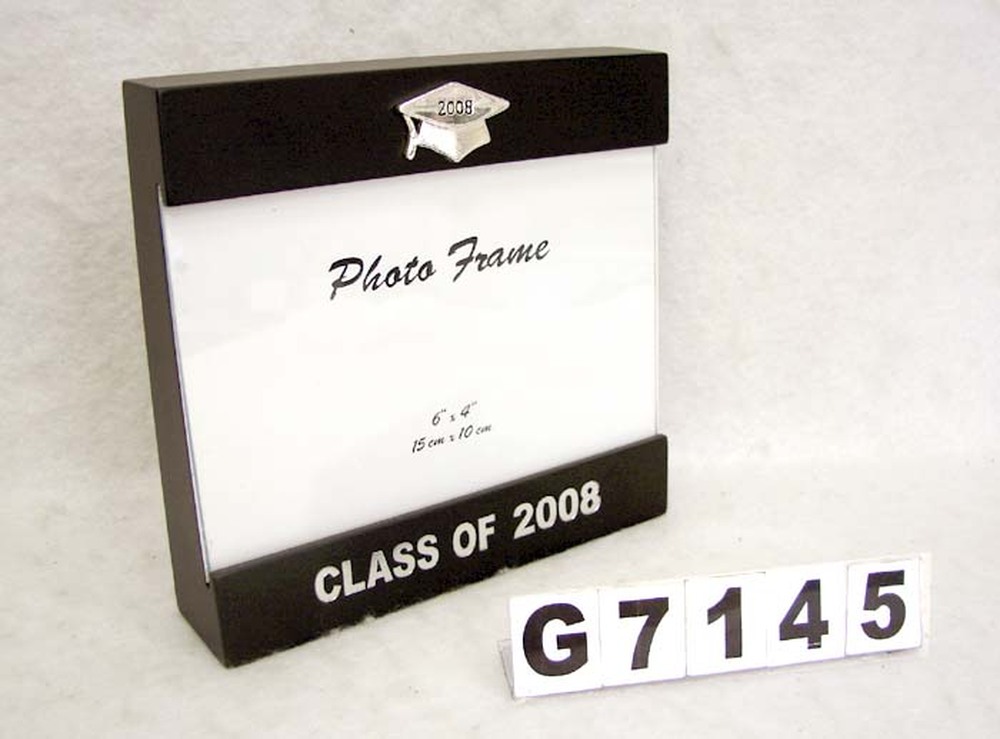 2008
Photo Frame
6" x 4"
15 cm x 10 cm
CLASS OF 2008
G7145